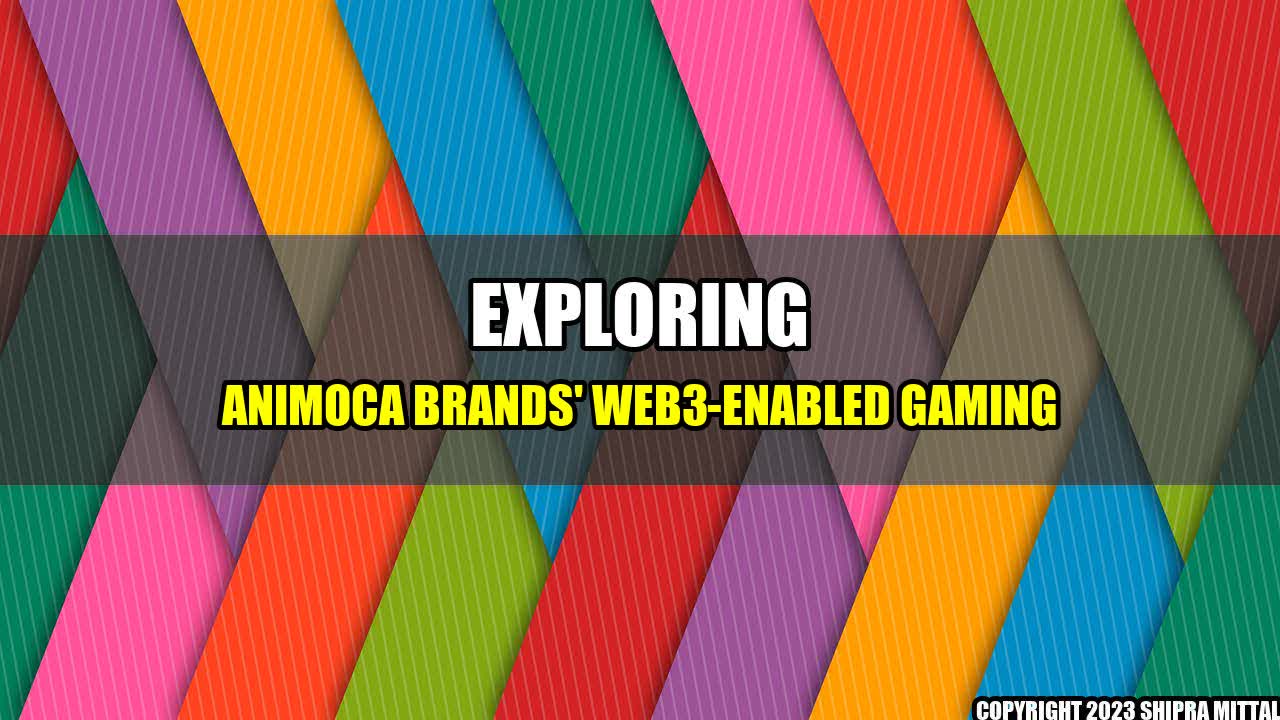 EXPLORING
ANIMOCA BRANDS' WEB3-ENABLED GAMING
COPYRIGHT 2023 SHIPRA MITTAL